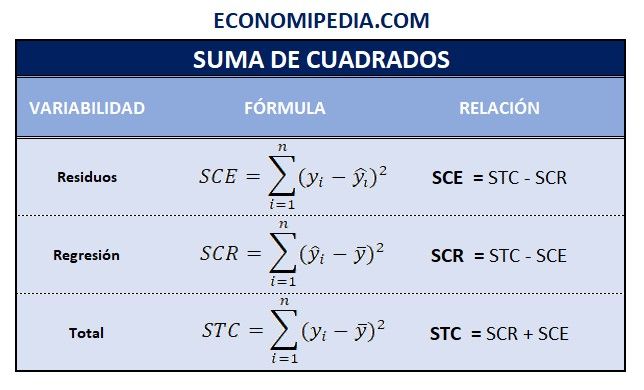 ECONOMIPEDIA.COM
SUMA DE CUADRADOS
VARIABILIDAD FÓRMULA RELACIÓN
Residuos $SCE = \sum_{i=1}^{n} (y_i - \hat{y}_i)^2$ SCE = STC - SCR
Regresión $SCR = \sum_{i=1}^{n} (\hat{y}_i - \bar{y})^2$ SCR = STC - SCE
Total $STC = \sum_{i=1}^{n} (y_i - \bar{y})^2$ STC = SCR + SCE